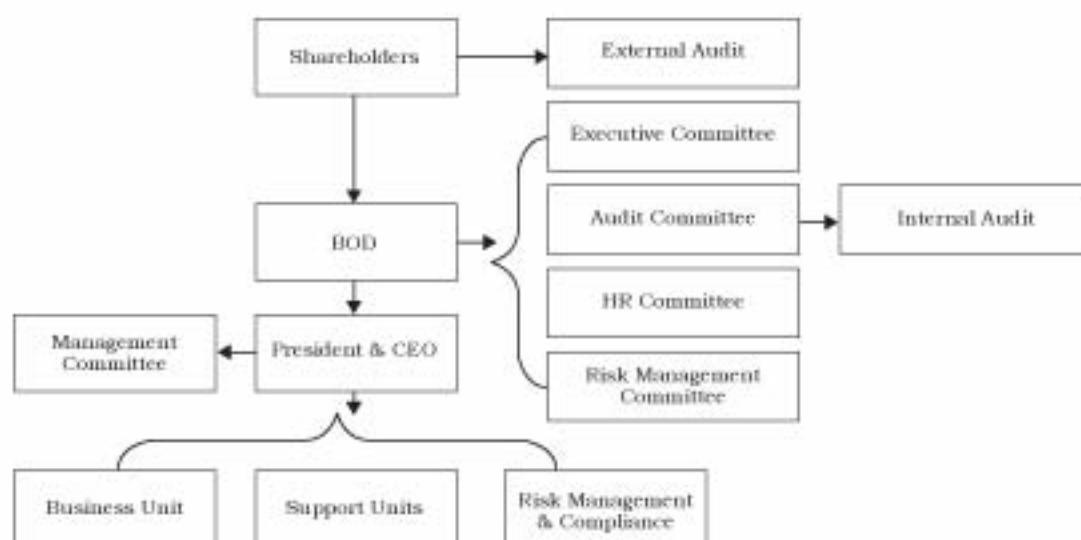 Shareholders
External Audit
Executive Committee
Audit Committee
Internal Audit
BOD
HR Committee
Management
Committee
President & CEO
Risk Management
Committee
Business Unit
Support Units
Risk Management
& Compliance